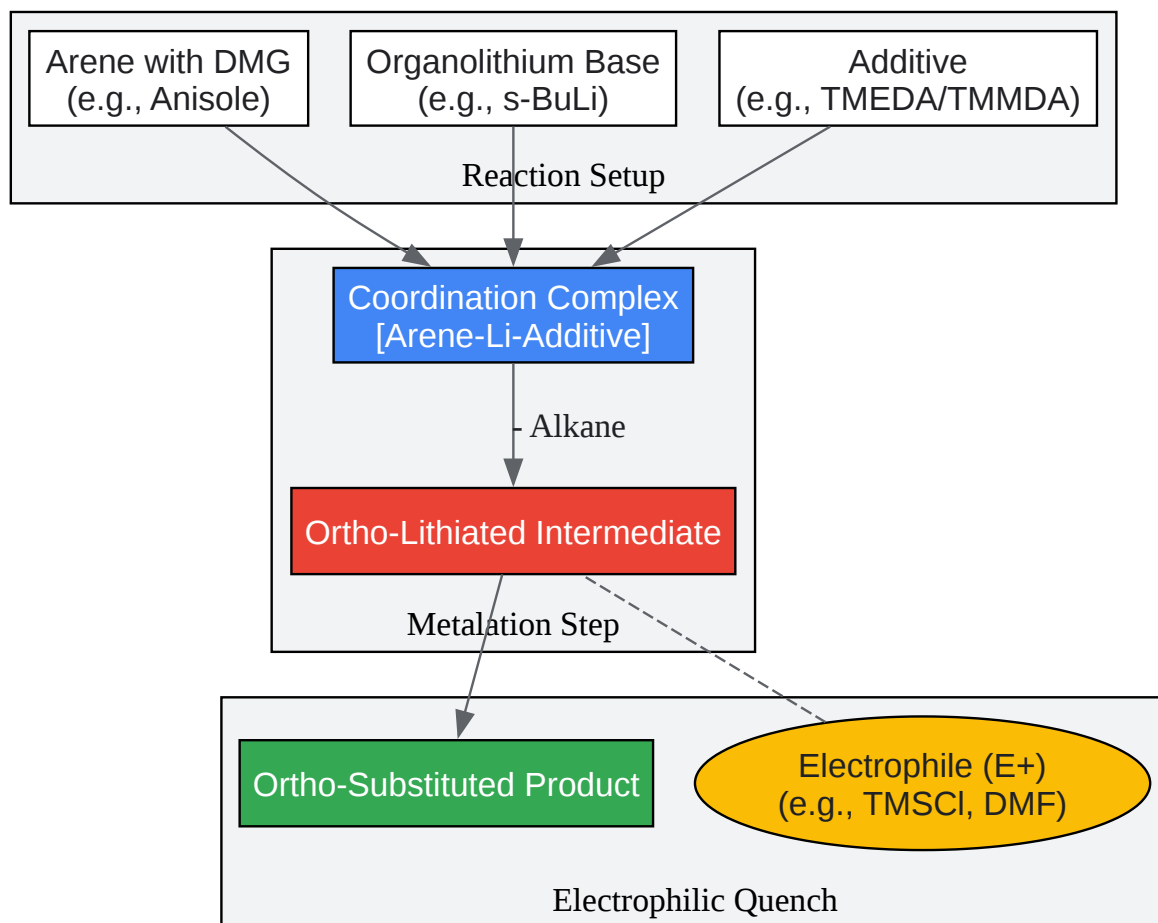 Arene with DMG
(e.g., Anisole)
Organolithium Base
(e.g., s-BuLi)
Additive
(e.g., TMEDA/TMMDA)
Reaction Setup
Coordination Complex
[Arene-Li-Additive]
- Alkane
Ortho-Lithiated Intermediate
Metalation Step
Ortho-Substituted Product
Electrophile (E+)
(e.g., TMSCl, DMF)
Electrophilic Quench